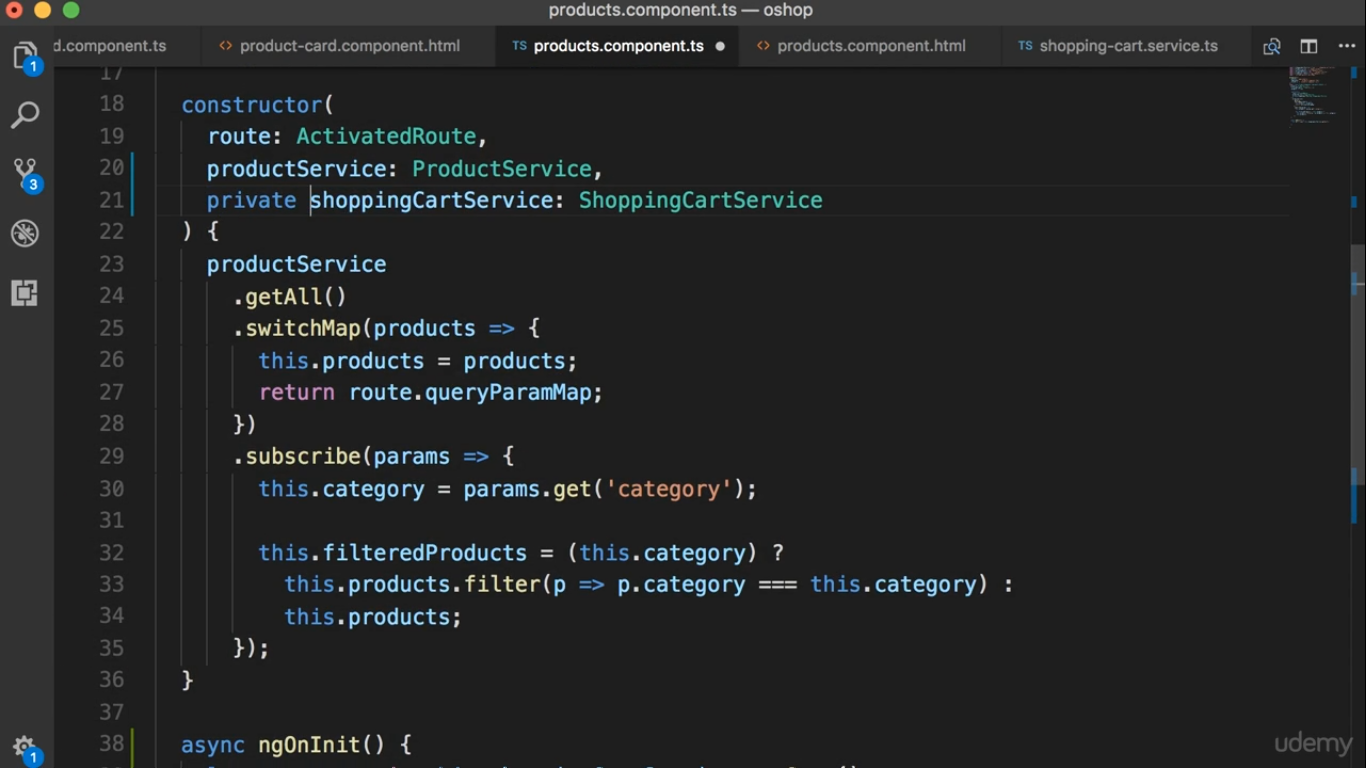 products.component.ts — oshop
d.component.ts
product-card.component.html
TS products.component.ts
products.component.html
TS shopping-cart.service.ts
1
3
1
17
18 constructor(
19 route: ActivatedRoute,
20 productService: ProductService,
21 private shoppingCartService: ShoppingCartService
22 ) {
23 productService
24 .getAll()
25 .switchMap(products => {
26 this.products = products;
27 return route.queryParamMap;
28 })
29 .subscribe(params => {
30 this.category = params.get('category');
31
32 this.filteredProducts = (this.category) ?
33 this.products.filter(p => p.category === this.category) :
34 this.products;
35 });
36 }
37
38 async ngOnInit() {
udemy